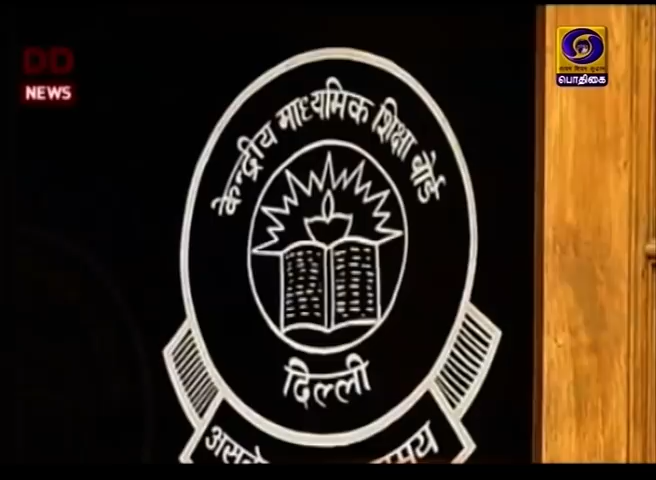 DD
NEWS
பொதிகை
केन्द्रीय माध्यमिक शिक्षा बोर्ड
दिल्ली